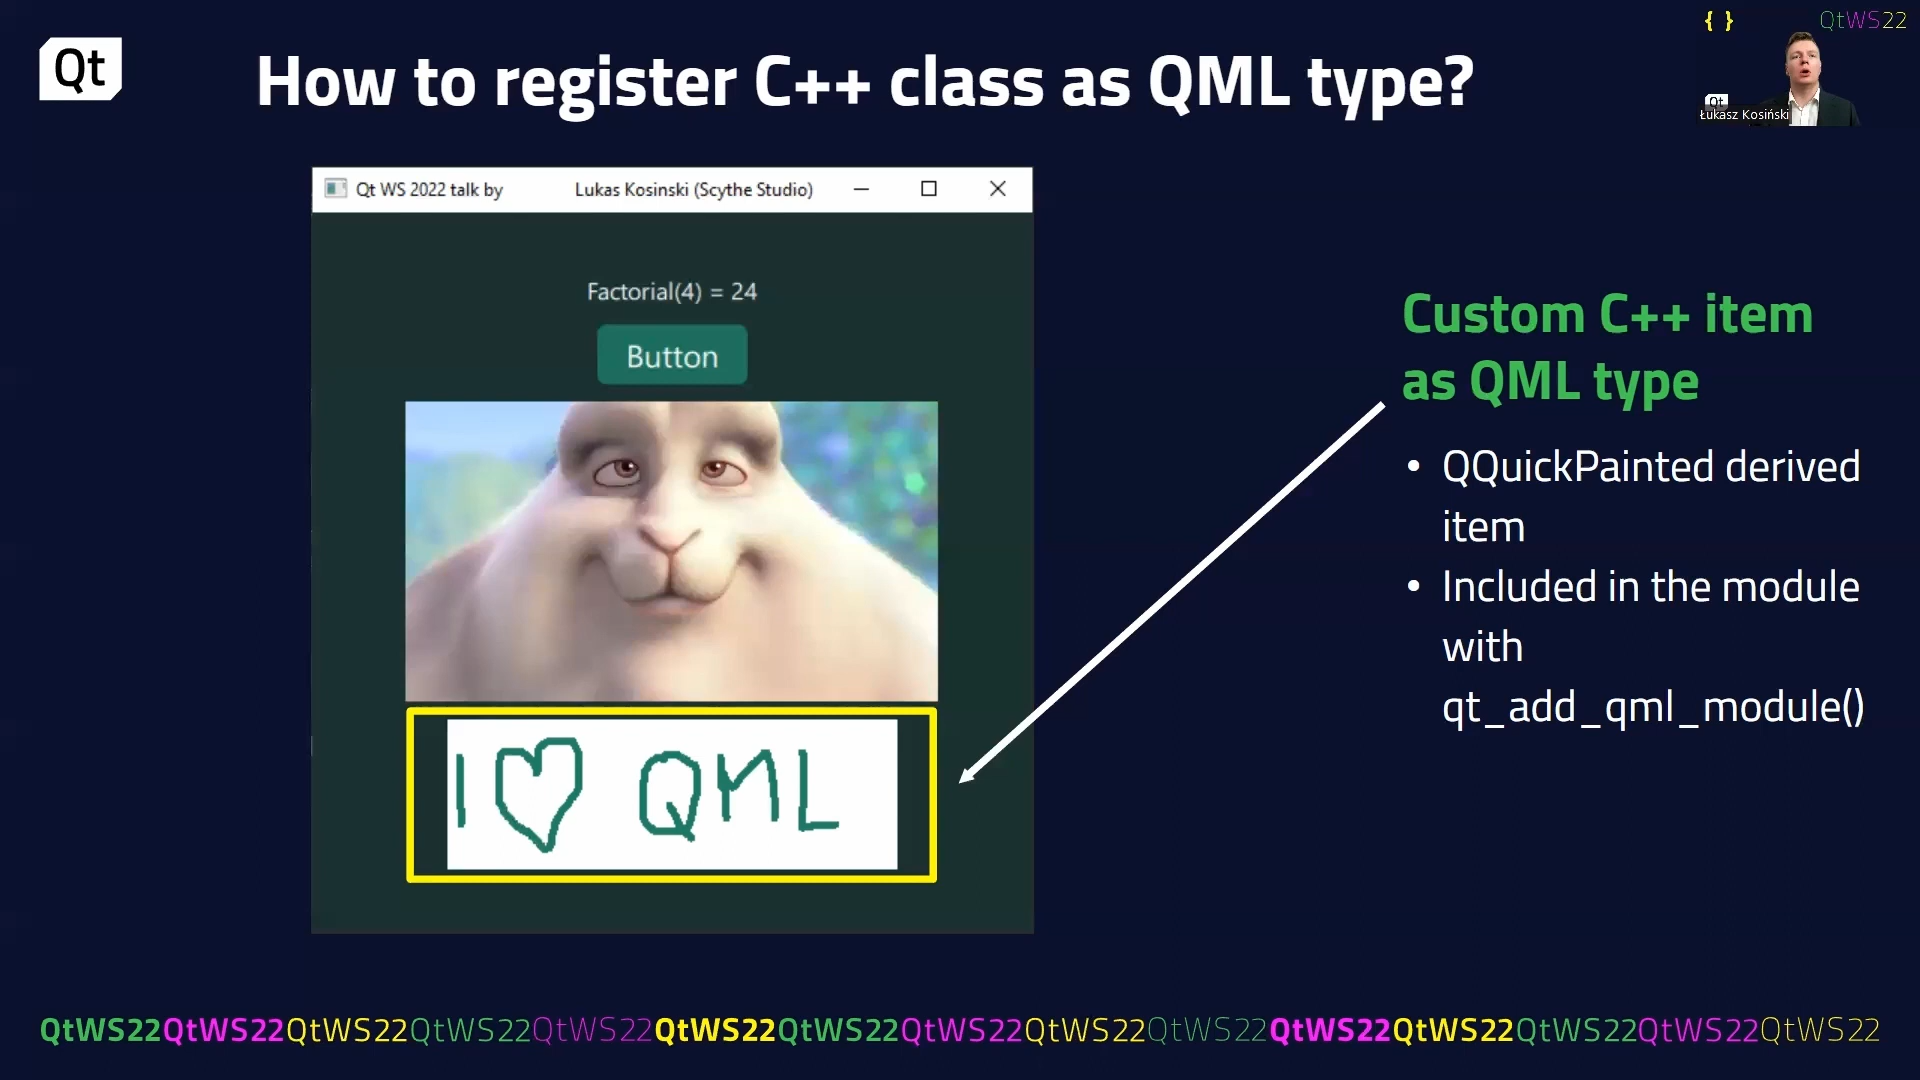 { } QtWS22
Qt
How to register C++ class as QML type?
Qt
Łukasz Kosiński
Qt WS 2022 talk by Lukas Kosinski (Scythe Studio)
Factorial(4) = 24
Button
I ♡ QML
Custom C++ item
as QML type
• QQuickPainted derived
item
• Included in the module
with
qt_add_qml_module()
QtWS22QtWS22QtWS22QtWS22QtWS22QtWS22QtWS22QtWS22QtWS22QtWS22QtWS22QtWS22QtWS22QtWS22QtWS22